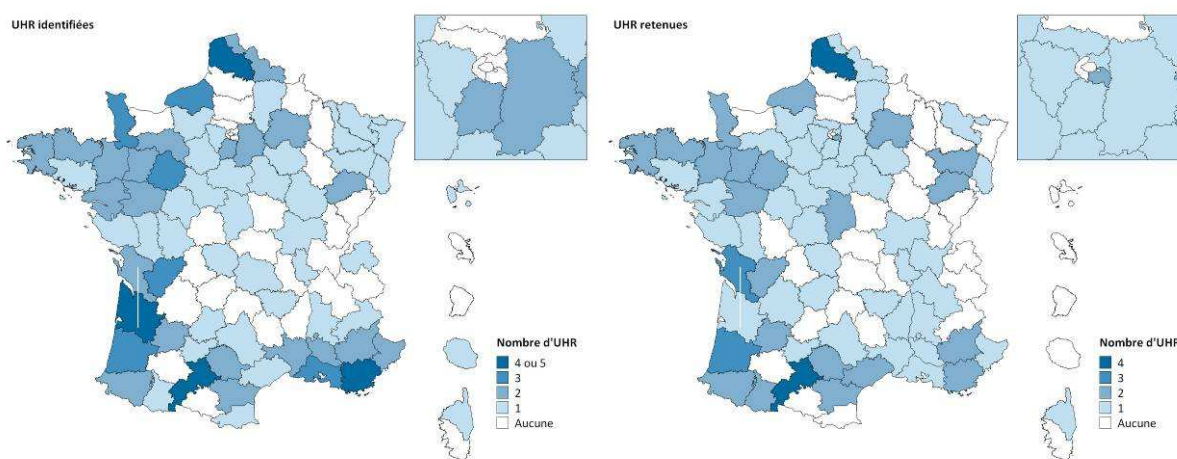 UHR identifiées
Nombre d'UHR
4 ou 5
3
2
1
Aucune
UHR retenues
Nombre d'UHR
4
3
2
1
Aucune